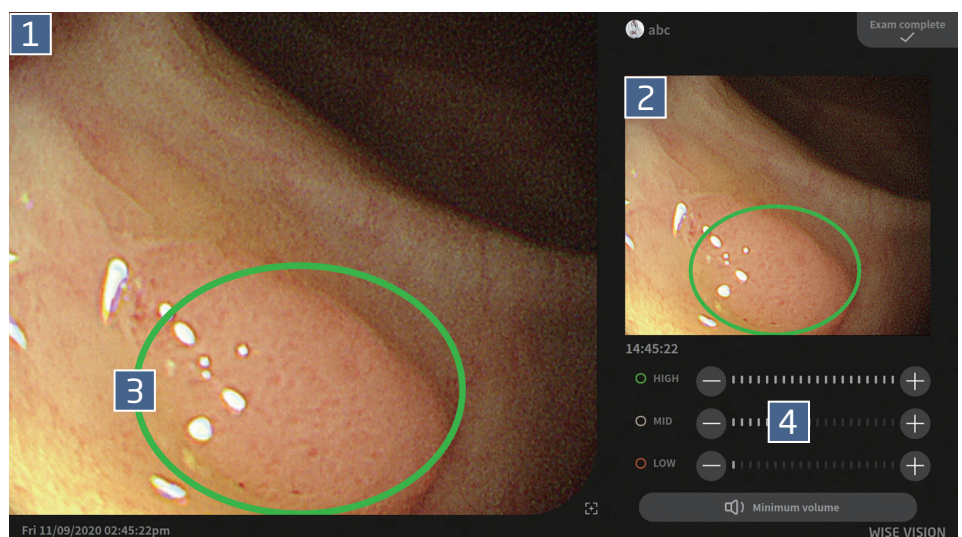 1
abc
Exam complete
2
3
14:45:22
HIGH
MID
4
LOW
Minimum volume
Fri 11/09/2020 02:45:22pm
WISE VISION